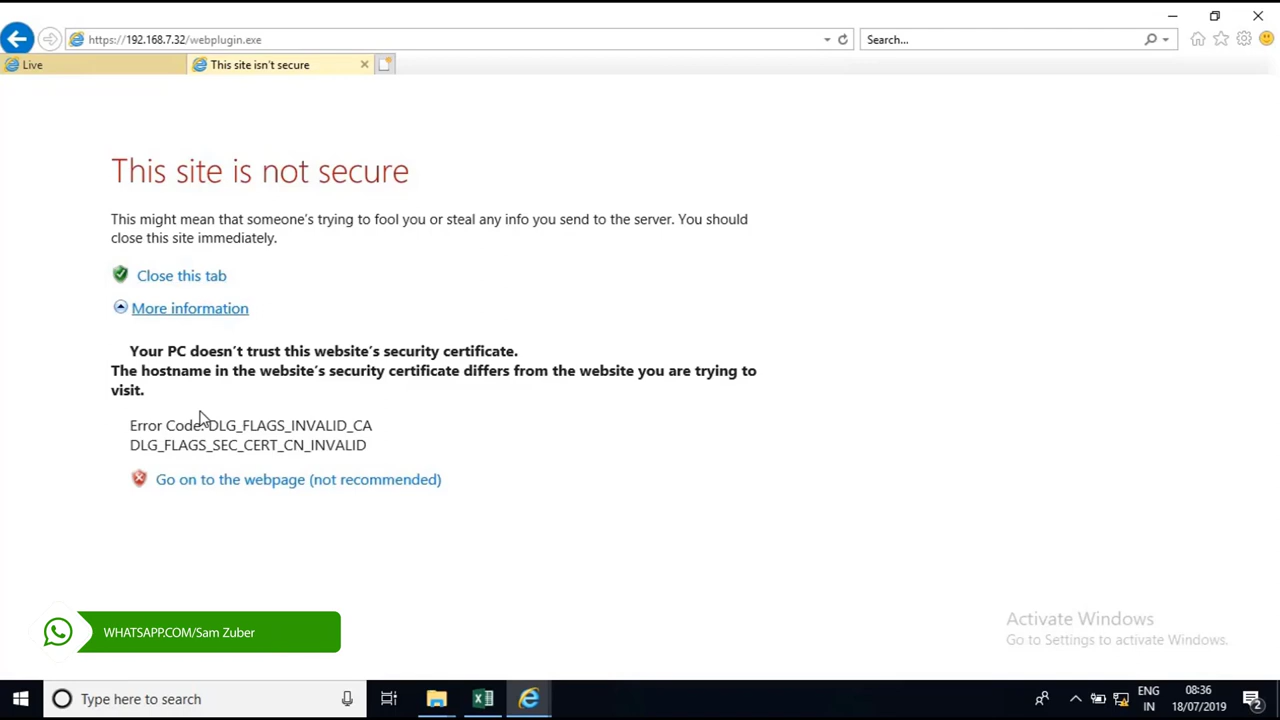 https://192.168.7.32/webplugin.exe
Search...
Live
This site isn't secure
This site is not secure
This might mean that someone's trying to fool you or steal any info you send to the server. You should
close this site immediately.
Close this tab
More information
Your PC doesn't trust this website's security certificate.
The hostname in the website's security certificate differs from the website you are trying to
visit.
Error Code: DLG_FLAGS_INVALID_CA
DLG_FLAGS_SEC_CERT_CN_INVALID
Go on to the webpage (not recommended)
WHATSAPP.COM/Sam Zuber
Activate Windows
Go to Settings to activate Windows.
Type here to search
ENG
IN
08:36
18/07/2019
2